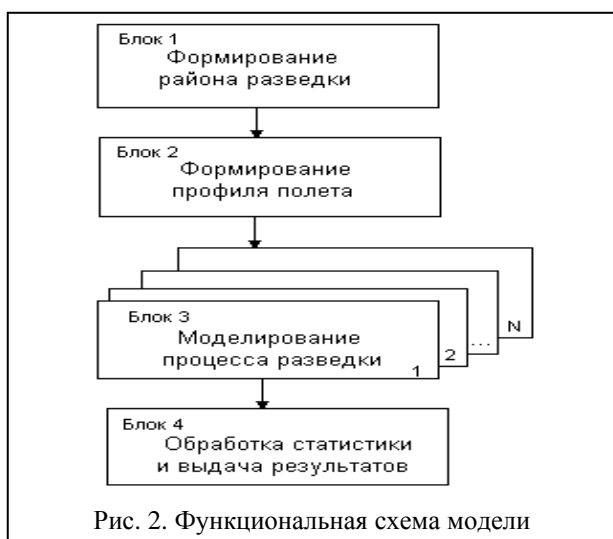 Блок 1
Формирование
района разведки
Блок 2
Формирование
профиля полета
Блок 3
Моделирование
процесса разведки
1
2
...
N
Блок 4
Обработка статистики
и выдача результатов
Рис. 2. Функциональная схема модели